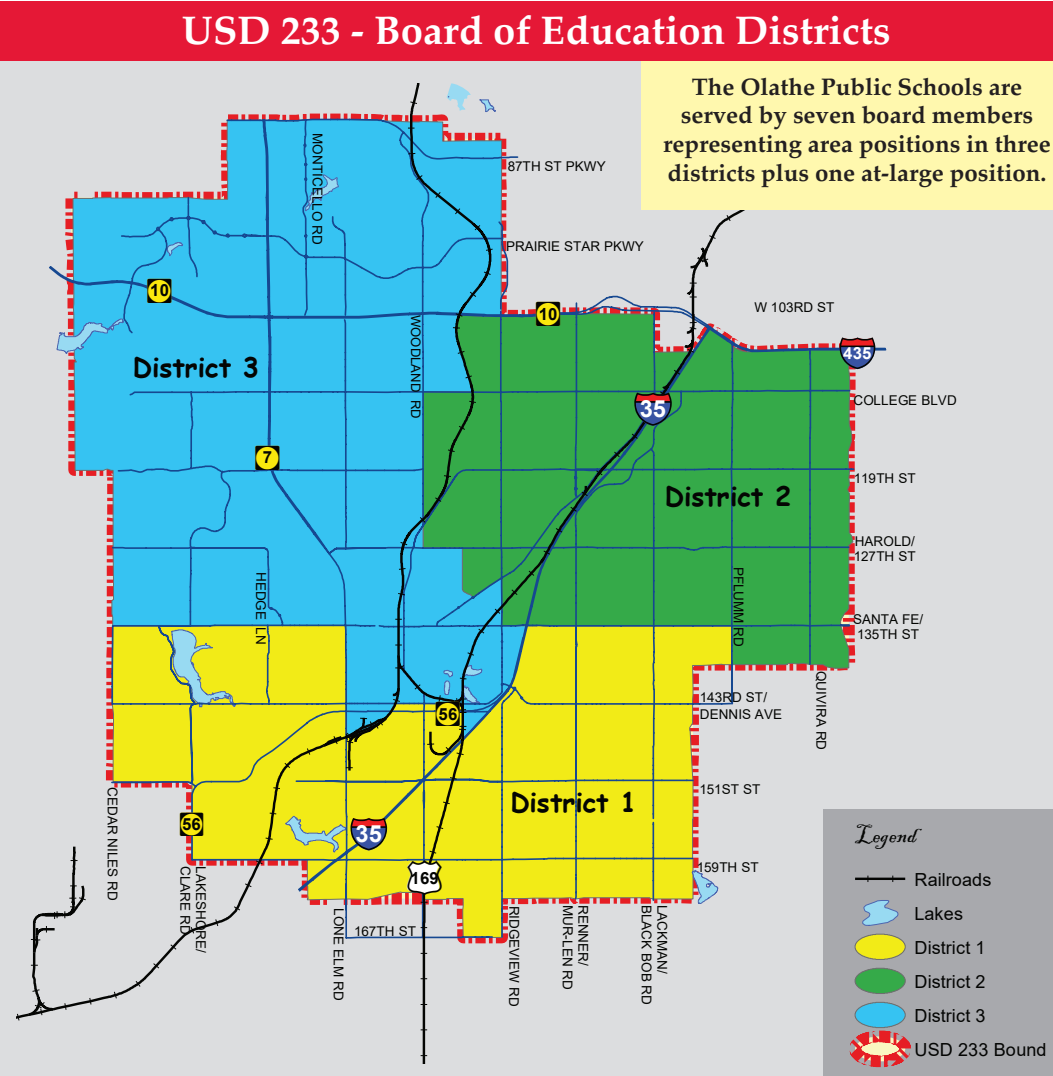 USD 233 - Board of Education Districts
The Olathe Public Schools are
served by seven board members
representing area positions in three
districts plus one at-large position.
MONTICELLO RD
87TH ST PKWY
PRAIRIE STAR PKWY
10
10
W 103RD ST
WOODLAND RD
435
District 3
COLLEGE BLVD
35
7
119TH ST
District 2
HAROLD/
127TH ST
HEDGE LN
PFLUMM RD
SANTA FE/
135TH ST
QUIVIRA RD
143RD ST/
DENNIS AVE
56
151ST ST
CEDAR NILES RD
District 1
56
35
159TH ST
169
LAKESHORE/
CLARE RD
LONE ELM RD
167TH ST
RIDGEVIEW RD
RENNER/
MUR-LEN RD
LACKMAN/
BLACK BOB RD
Legend
Railroads
Lakes
District 1
District 2
District 3
USD 233 Bound